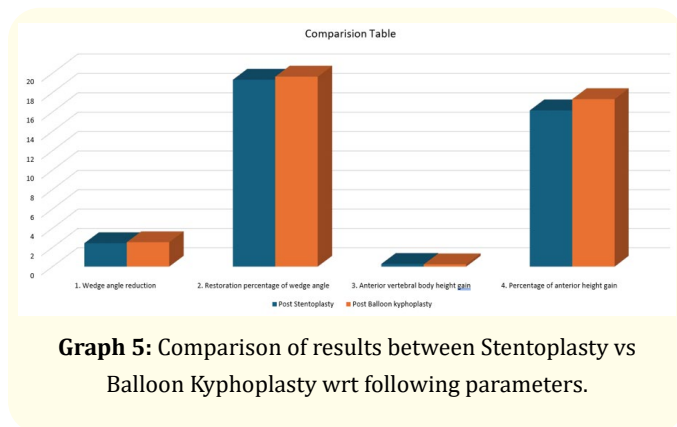 Comparision Table
20
18
16
14
12
10
8
6
4
2
0
1. Wedge angle reduction
2. Restoration percentage of wedge angle
3. Anterior vertebral body height gain
4. Percentage of anterior height gain
Post Stentoplasty
Post Balloon kyphoplasty
Graph 5: Comparison of results between Stentoplasty vs
Balloon Kyphoplasty wrt following parameters.